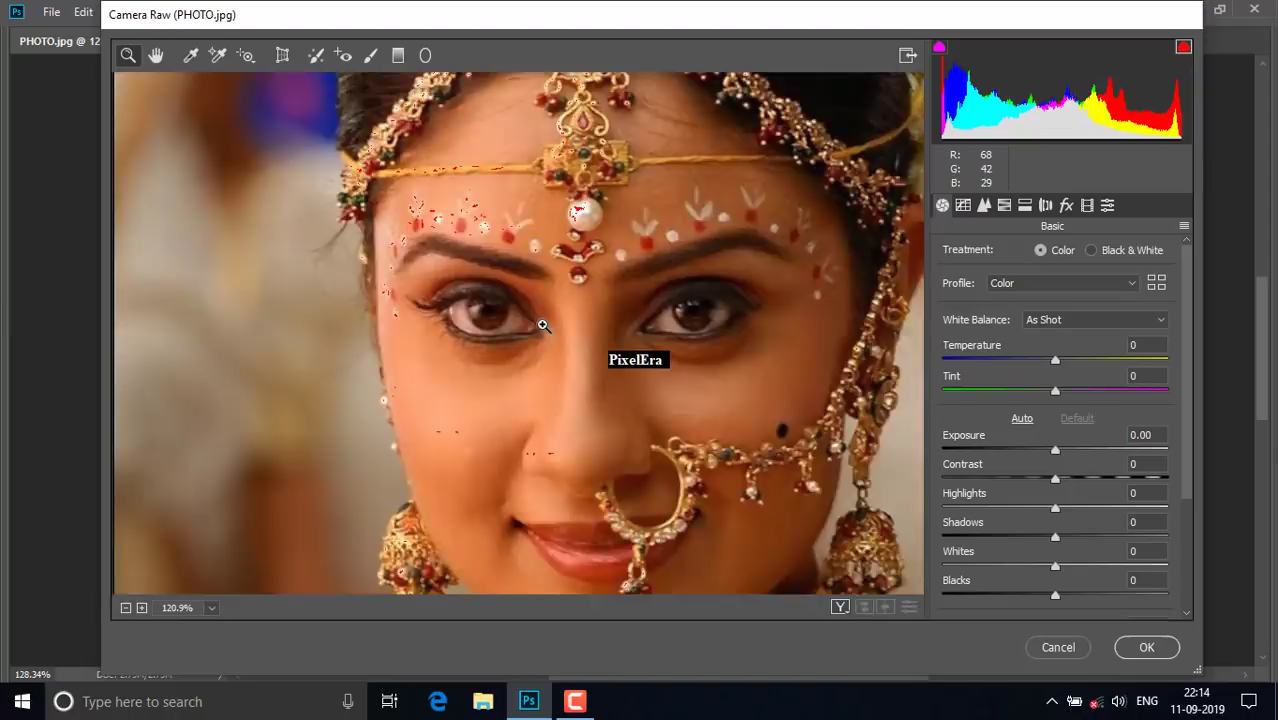 Ps File Edit
Camera Raw (PHOTO.jpg)
PHOTO.jpg @ 12
R: 68
G: 42
B: 29
Basic
Treatment: Color Black & White
Profile: Color
White Balance: As Shot
Temperature 0
Tint 0
Auto Default
Exposure 0.00
Contrast 0
Highlights 0
Shadows 0
Whites 0
Blacks 0
PixelEra
120.9%
Y
Cancel OK
128.34%
Type here to search
Ps
ENG
22:14
11-09-2019